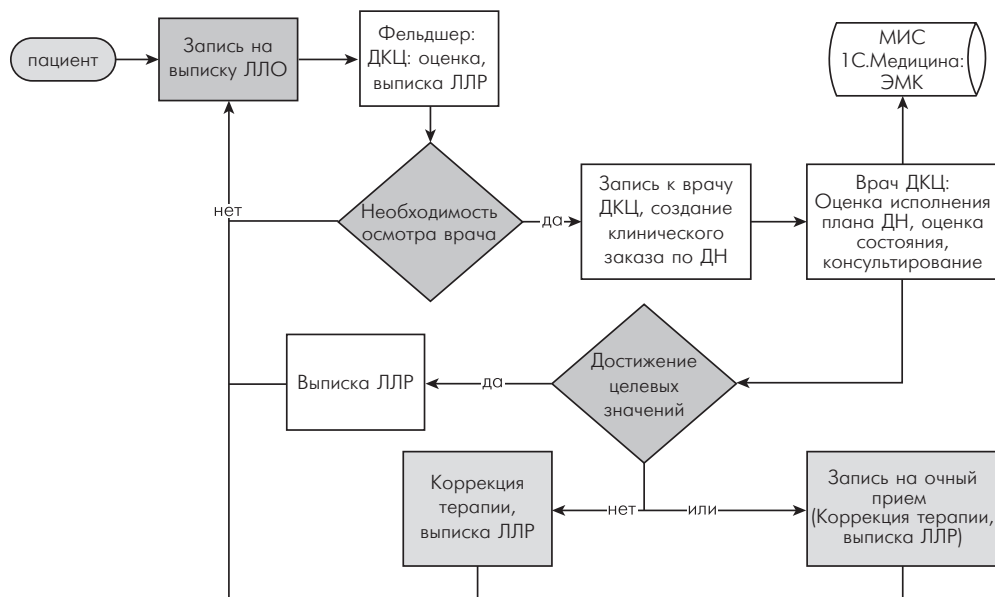 пациент
Запись на
выписку ЛЛО
Фельдшер:
ДКЦ: оценка,
выписка ЛЛР
МИС
1С.Медицина:
ЭМК
Необходимость
осмотра врача
нет
да
Запись к врачу
ДКЦ, создание
клинического
заказа по ДН
Врач ДКЦ:
Оценка исполнения
плана ДН, оценка
состояния,
консультирование
Достижение
целевых
значений
да
Выписка ЛЛР
нет
или
Коррекция
терапии,
выписка ЛЛР
Запись на очный
прием
(Коррекция терапии,
выписка ЛЛР)